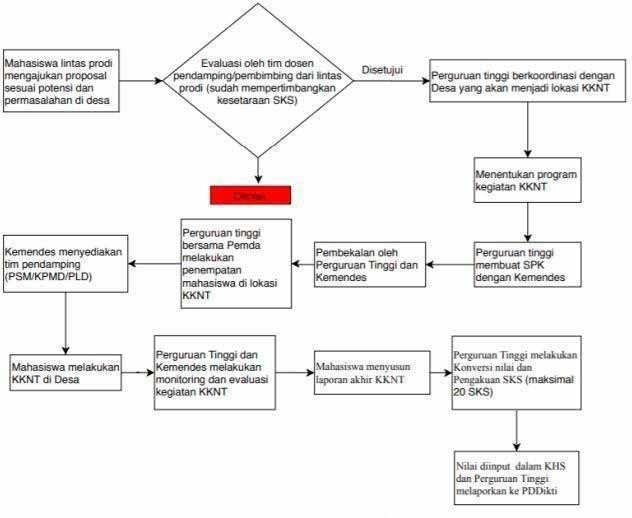 Mahasiswa lintas prodi
mengajukan proposal
sesuai potensi dan
permasalahan di desa
Evaluasi oleh tim dosen
pendamping/pembimbing dari lintas
prodi (sudah mempertimbangkan
kesetaraan SKS)
Disetujui
Perguruan tinggi berkoordinasi dengan
Desa yang akan menjadi lokasi KKNT
Ditolak
Menentukan program
kegiatan KKNT
Perguruan tinggi
membuat SPK
dengan Kemendes
Pembekalan oleh
Perguruan Tinggi dan
Kemendes
Perguruan tinggi
bersama Pemda
melakukan
penempatan
mahasiswa di lokasi
KKNT
Kemendes menyediakan
tim pendamping
(PSM/KPMD/PLD)
Mahasiswa melakukan
KKNT di Desa
Perguruan Tinggi dan
Kemendes melakukan
monitoring dan evaluasi
kegiatan KKNT
Mahasiswa menyusun
laporan akhir KKNT
Perguruan Tinggi melakukan
Konversi nilai dan
Pengakuan SKS (maksimal
20 SKS)
Nilai diinput dalam KHS
dan Perguruan Tinggi
melaporkan ke PDDikti